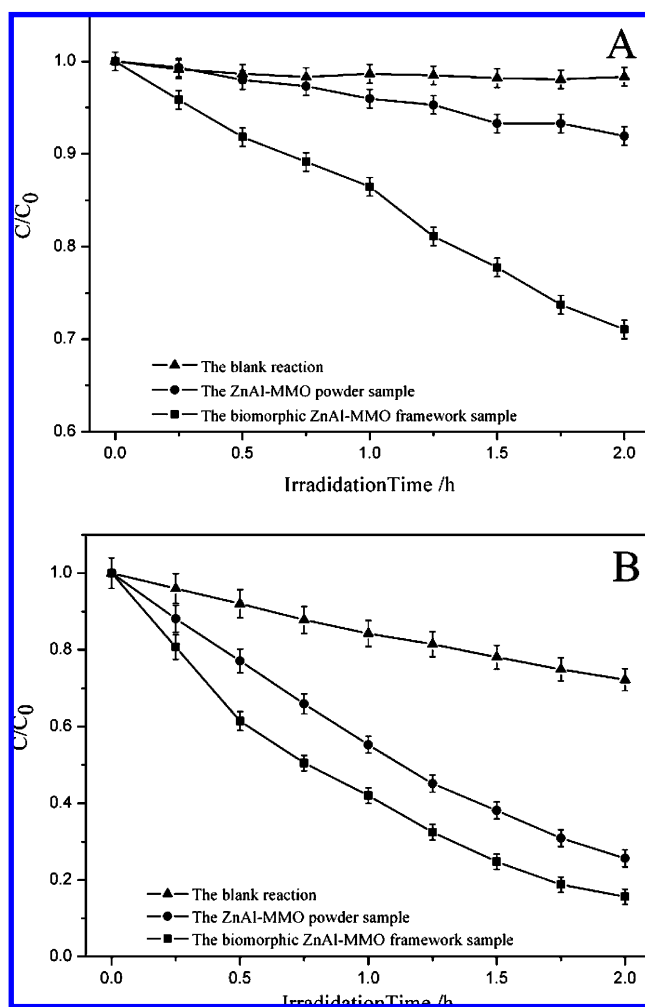 A
1.0
0.9
0.8
0.7
0.6
C/C0
The blank reaction
The ZnAl-MMO powder sample
The biomorphic ZnAl-MMO framework sample
0.0 0.5 1.0 1.5 2.0
IrradidationTime /h
B
1.0
0.8
0.6
0.4
0.2
0.0
C/C0
The blank reaction
The ZnAl-MMO powder sample
The biomorphic ZnAl-MMO framework sample
0.0 0.5 1.0 1.5 2.0
IrradidationTime /h